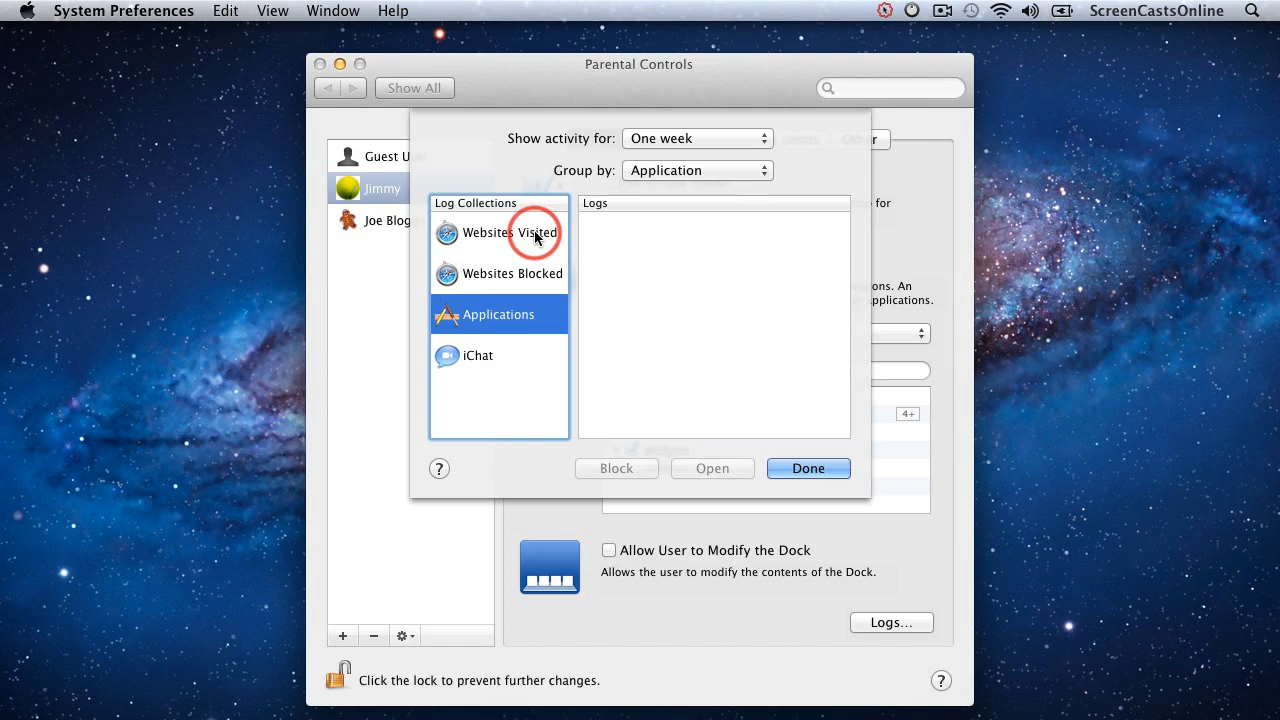 System Preferences Edit View Window Help ScreenCastsOnline
Parental Controls
Show All
Show activity for: One week
Other
Group by: Application
Guest U
Jimmy
Joe Blog
Log Collections
Logs
for
Websites Visited
Websites Blocked
Applications
iChat
ons. An
applications.
4+
? Block Open Done
Allow User to Modify the Dock
Allows the user to modify the contents of the Dock.
Logs...
+ −
Click the lock to prevent further changes. ?